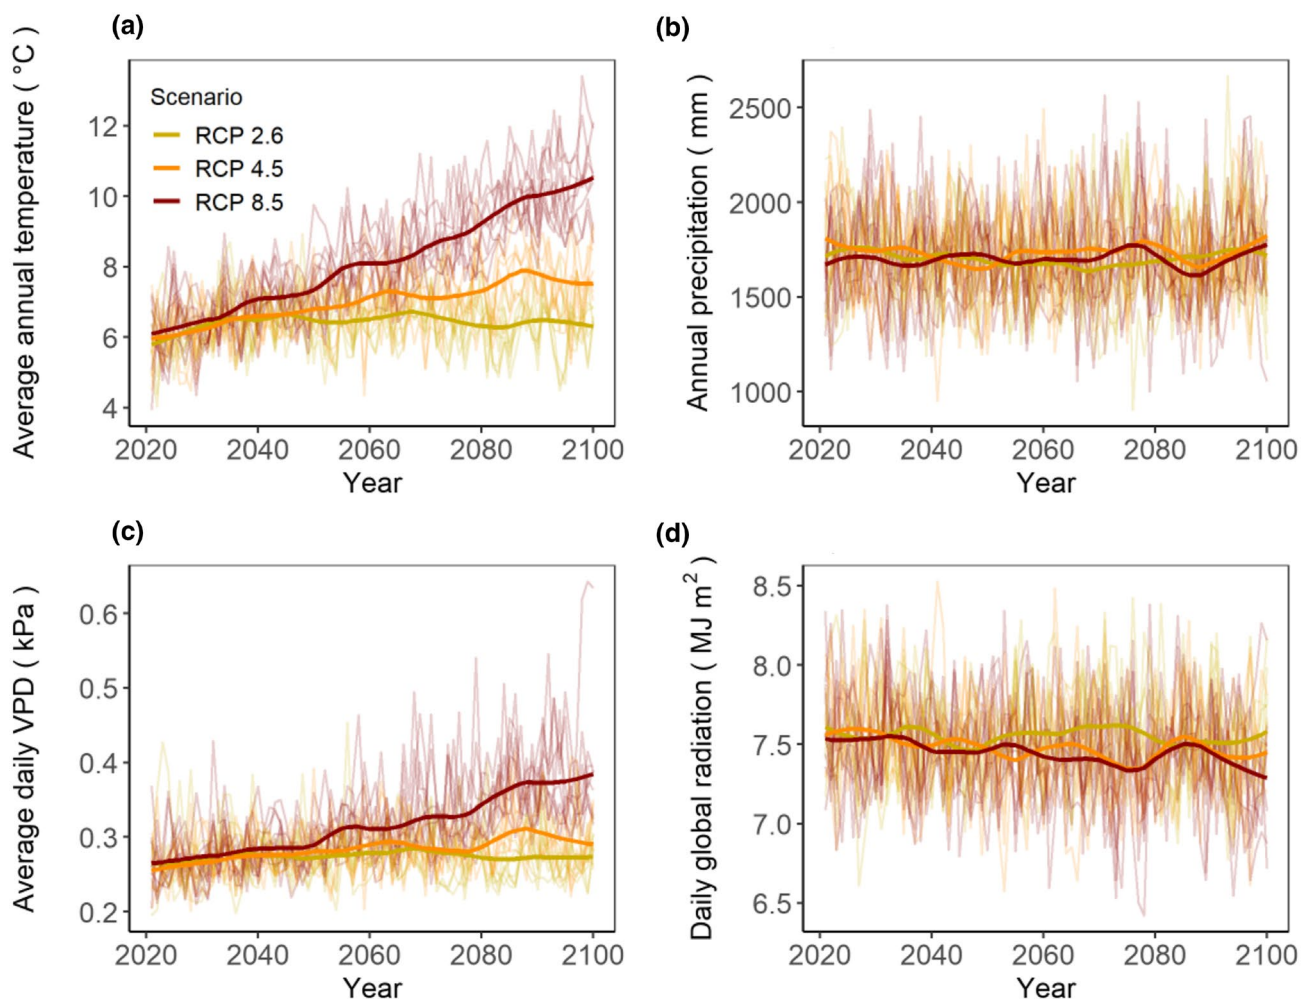 (a)
Average annual temperature ( °C )
Scenario
RCP 2.6
RCP 4.5
RCP 8.5
12
10
8
6
4
2020 2040 2060 2080 2100
Year
(b)
Annual precipitation ( mm )
2500
2000
1500
1000
2020 2040 2060 2080 2100
Year
(c)
Average daily VPD ( kPa )
0.6
0.5
0.4
0.3
0.2
2020 2040 2060 2080 2100
Year
(d)
Daily global radiation ( MJ m² )
8.5
8.0
7.5
7.0
6.5
2020 2040 2060 2080 2100
Year